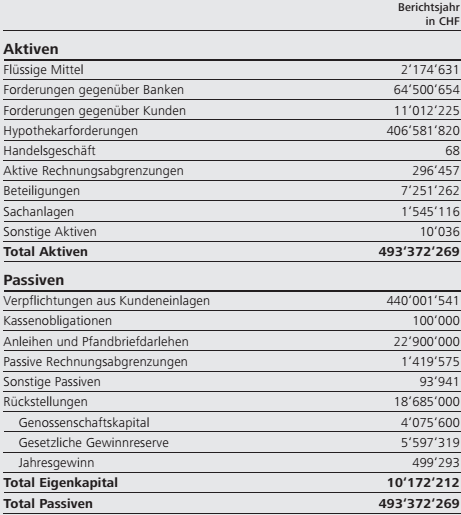 Berichtsjahr
in CHF
Aktiven
Flüssige Mittel 2’174’631
Forderungen gegenüber Banken 64’500’654
Forderungen gegenüber Kunden 11’012’225
Hypothekarforderungen 406’581’820
Handelsgeschäft 68
Aktive Rechnungsabgrenzungen 296’457
Beteiligungen 7’251’262
Sachanlagen 1’545’116
Sonstige Aktiven 10’036
Total Aktiven 493’372’269
Passiven
Verpflichtungen aus Kundeneinlagen 440’001’541
Kassenobligationen 100’000
Anleihen und Pfandbriefdarlehen 22’900’000
Passive Rechnungsabgrenzungen 1’419’575
Sonstige Passiven 93’941
Rückstellungen 18’685’000
Genossenschaftskapital 4’075’600
Gesetzliche Gewinnreserve 5’597’319
Jahresgewinn 499’293
Total Eigenkapital 10’172’212
Total Passiven 493’372’269